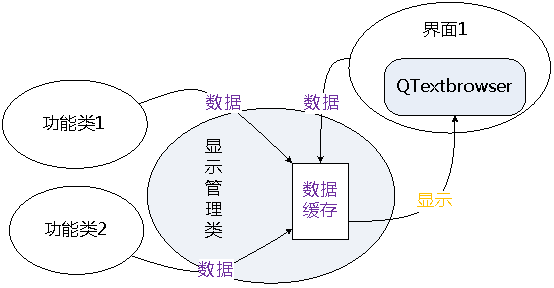 界面1
QTextbrowser
数据
数据
功能类1
显示管理类
数据
缓存
显示
功能类2
数据